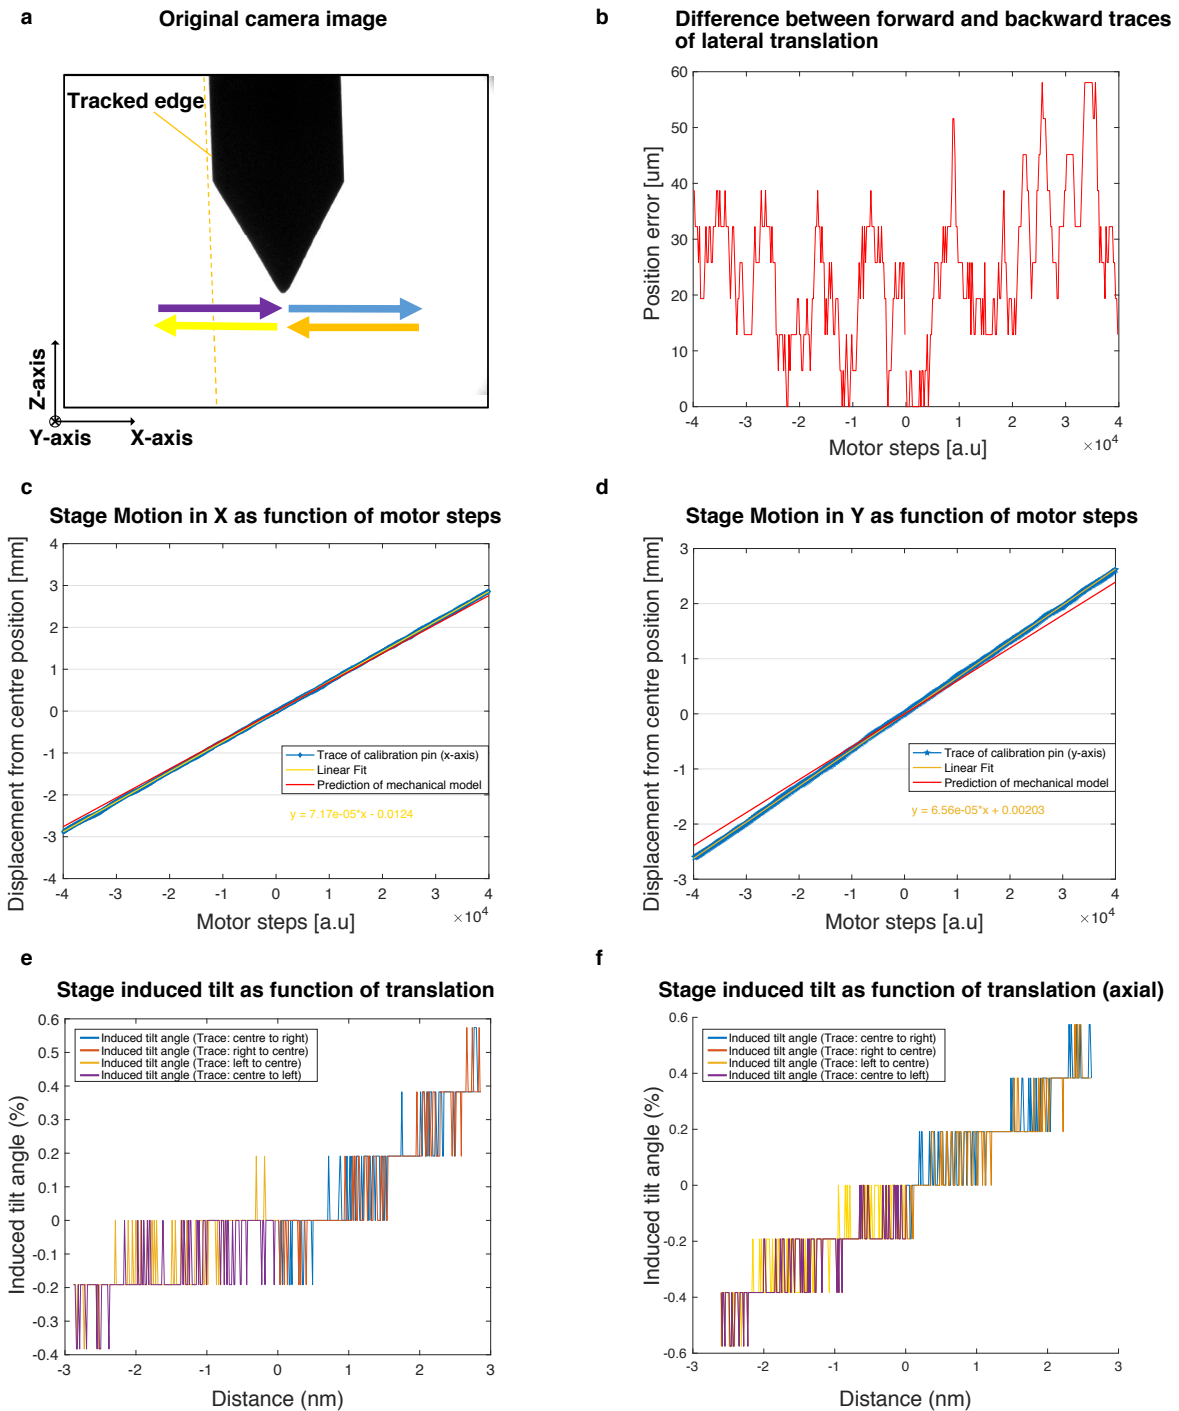 a
Original camera image
Tracked edge
Z-axis
Y-axis
X-axis
b
Difference between forward and backward traces
of lateral translation
Position error [um]
60
50
40
30
20
10
0
-4 -3 -2 -1 0 1 2 3 4
Motor steps [a.u]
×10^4
c
Stage Motion in X as function of motor steps
Displacement from centre position [mm]
4
3
2
1
0
-1
-2
-3
-4
Trace of calibration pin (x-axis)
Linear Fit
Prediction of mechanical model
y = 7.17e-05*x - 0.0124
-4 -3 -2 -1 0 1 2 3 4
Motor steps [a.u]
×10^4
d
Stage Motion in Y as function of motor steps
Displacement from centre position [mm]
3
2
1
0
-1
-2
-3
Trace of calibration pin (y-axis)
Linear Fit
Prediction of mechanical model
y = 6.56e-05*x + 0.00203
-4 -3 -2 -1 0 1 2 3 4
Motor steps [a.u]
×10^4
e
Stage induced tilt as function of translation
Induced tilt angle (%)
0.6
0.5
0.4
0.3
0.2
0.1
0
-0.1
-0.2
-0.3
-0.4
Induced tilt angle (Trace: centre to right)
Induced tilt angle (Trace: right to centre)
Induced tilt angle (Trace: left to centre)
Induced tilt angle (Trace: centre to left)
-3 -2 -1 0 1 2 3
Distance (nm)
f
Stage induced tilt as function of translation (axial)
Induced tilt angle (%)
0.6
0.4
0.2
0
-0.2
-0.4
-0.6
Induced tilt angle (Trace: centre to right)
Induced tilt angle (Trace: right to centre)
Induced tilt angle (Trace: left to centre)
Induced tilt angle (Trace: centre to left)
-3 -2 -1 0 1 2 3
Distance (nm)